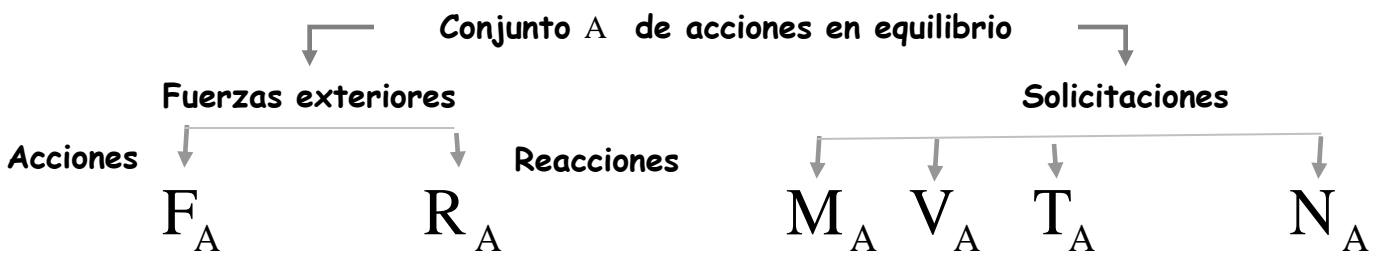 Conjunto A de acciones en equilibrio
Fuerzas exteriores Solicitaciones
Acciones Reacciones
F_A R_A M_A V_A T_A N_A